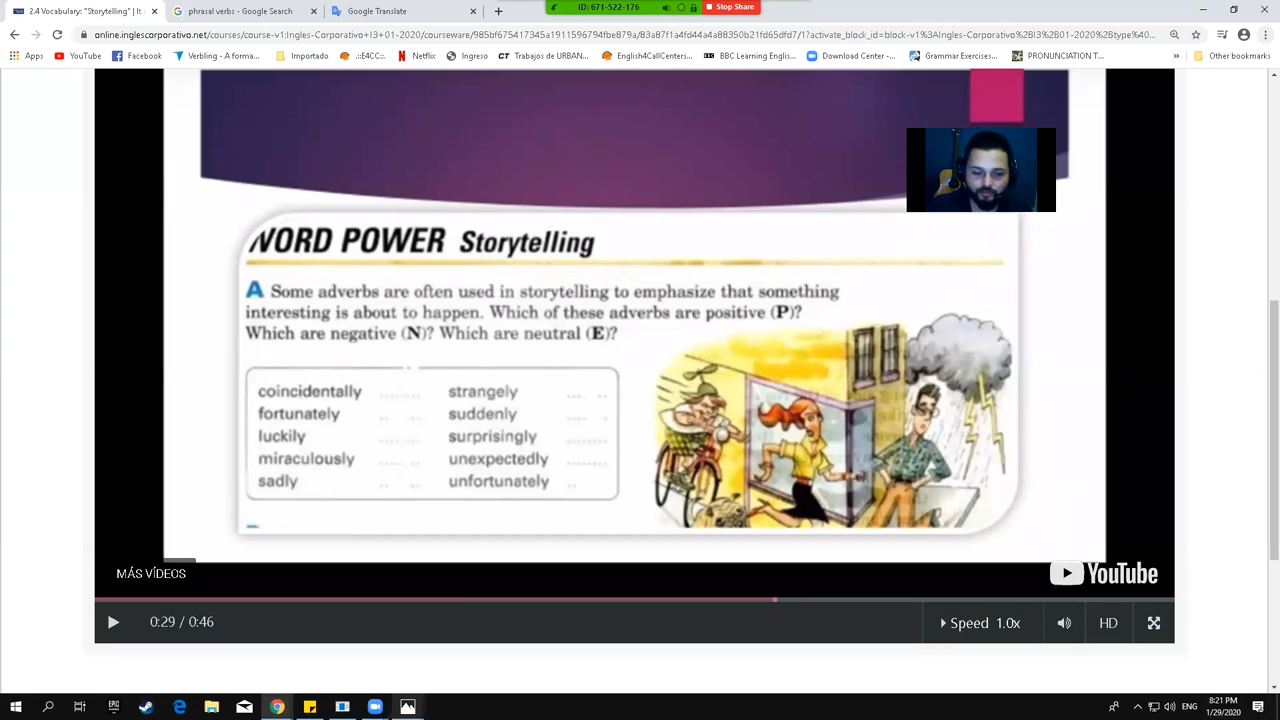 2.4 Vocabulary: "Storytelling" | It
phrasal verbs - Google Search
Google Translate
ID: 671-522-176
Stop Share
online.inglescorporativo.net/courses/course-v1:Ingles-Corporativo+I3+01-2020/courseware/985bf675417345a1911596794fbe879a/83a87f1a4fd44a4a88350b21fd65dfd7/1?activate_block_id=block-v1%3AIngles-Corporativo%2BI3%2B01-2020%2Btype%40...
Apps
YouTube
Facebook
Verbling - A forma...
Importado
.::E4CC::.
Netflix
Ingreso
CT Trabajos de URBAN...
English4CallCenters...
BBC Learning Engli...
Download Center -...
Grammar Exercises...
PRONUNCIATION T...
»
Other bookmarks
WORD POWER Storytelling
A Some adverbs are often used in storytelling to emphasize that something
interesting is about to happen. Which of these adverbs are positive (P)?
Which are negative (N)? Which are neutral (E)?
coincidentally strangely
fortunately suddenly
luckily surprisingly
miraculously unexpectedly
sadly unfortunately
MÁS VÍDEOS
YouTube
0:29 / 0:46
Speed 1.0x
HD
EPIC
ENG
8:21 PM
1/29/2020